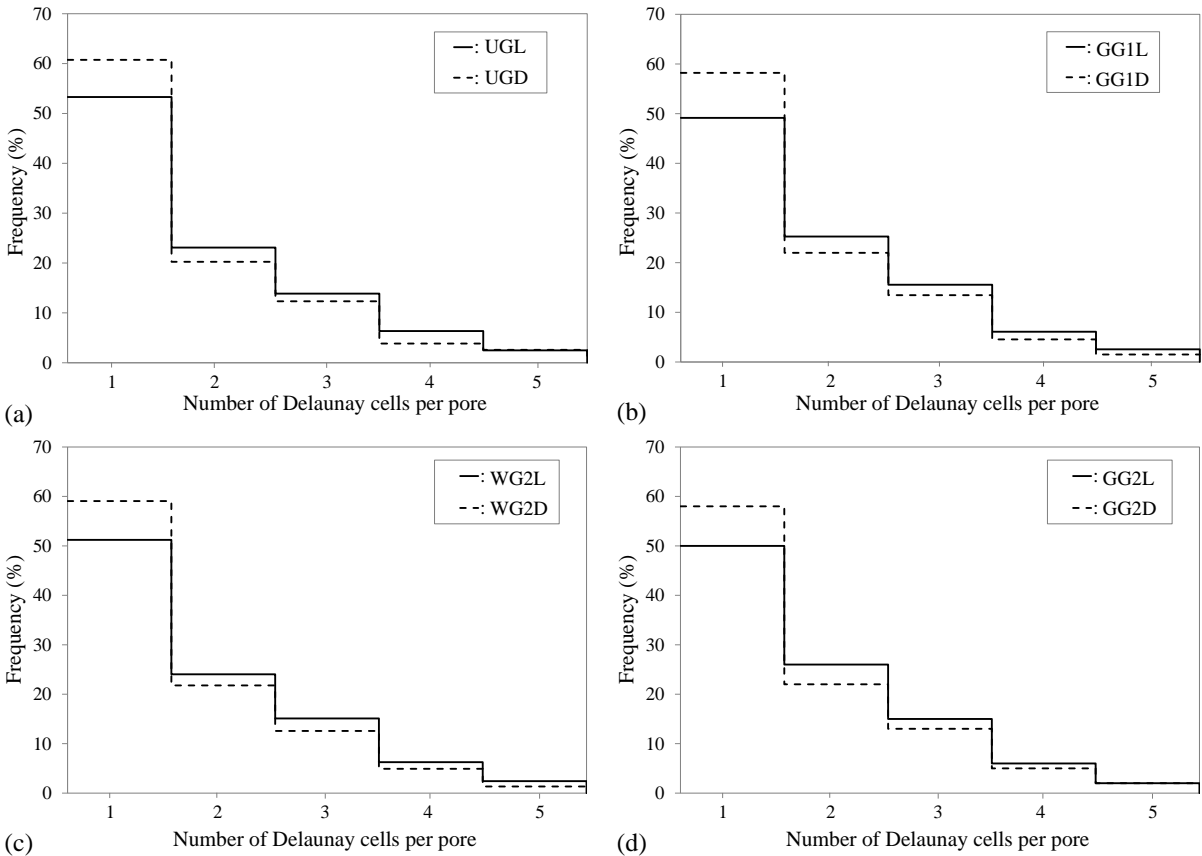 70
60
50
40
30
20
10
0
Frequency (%)
: UGL
: UGD
1 2 3 4 5
Number of Delaunay cells per pore
(a)
70
60
50
40
30
20
10
0
Frequency (%)
: GG1L
: GG1D
1 2 3 4 5
Number of Delaunay cells per pore
(b)
70
60
50
40
30
20
10
0
Frequency (%)
: WG2L
: WG2D
1 2 3 4 5
Number of Delaunay cells per pore
(c)
70
60
50
40
30
20
10
0
Frequency (%)
: GG2L
: GG2D
1 2 3 4 5
Number of Delaunay cells per pore
(d)